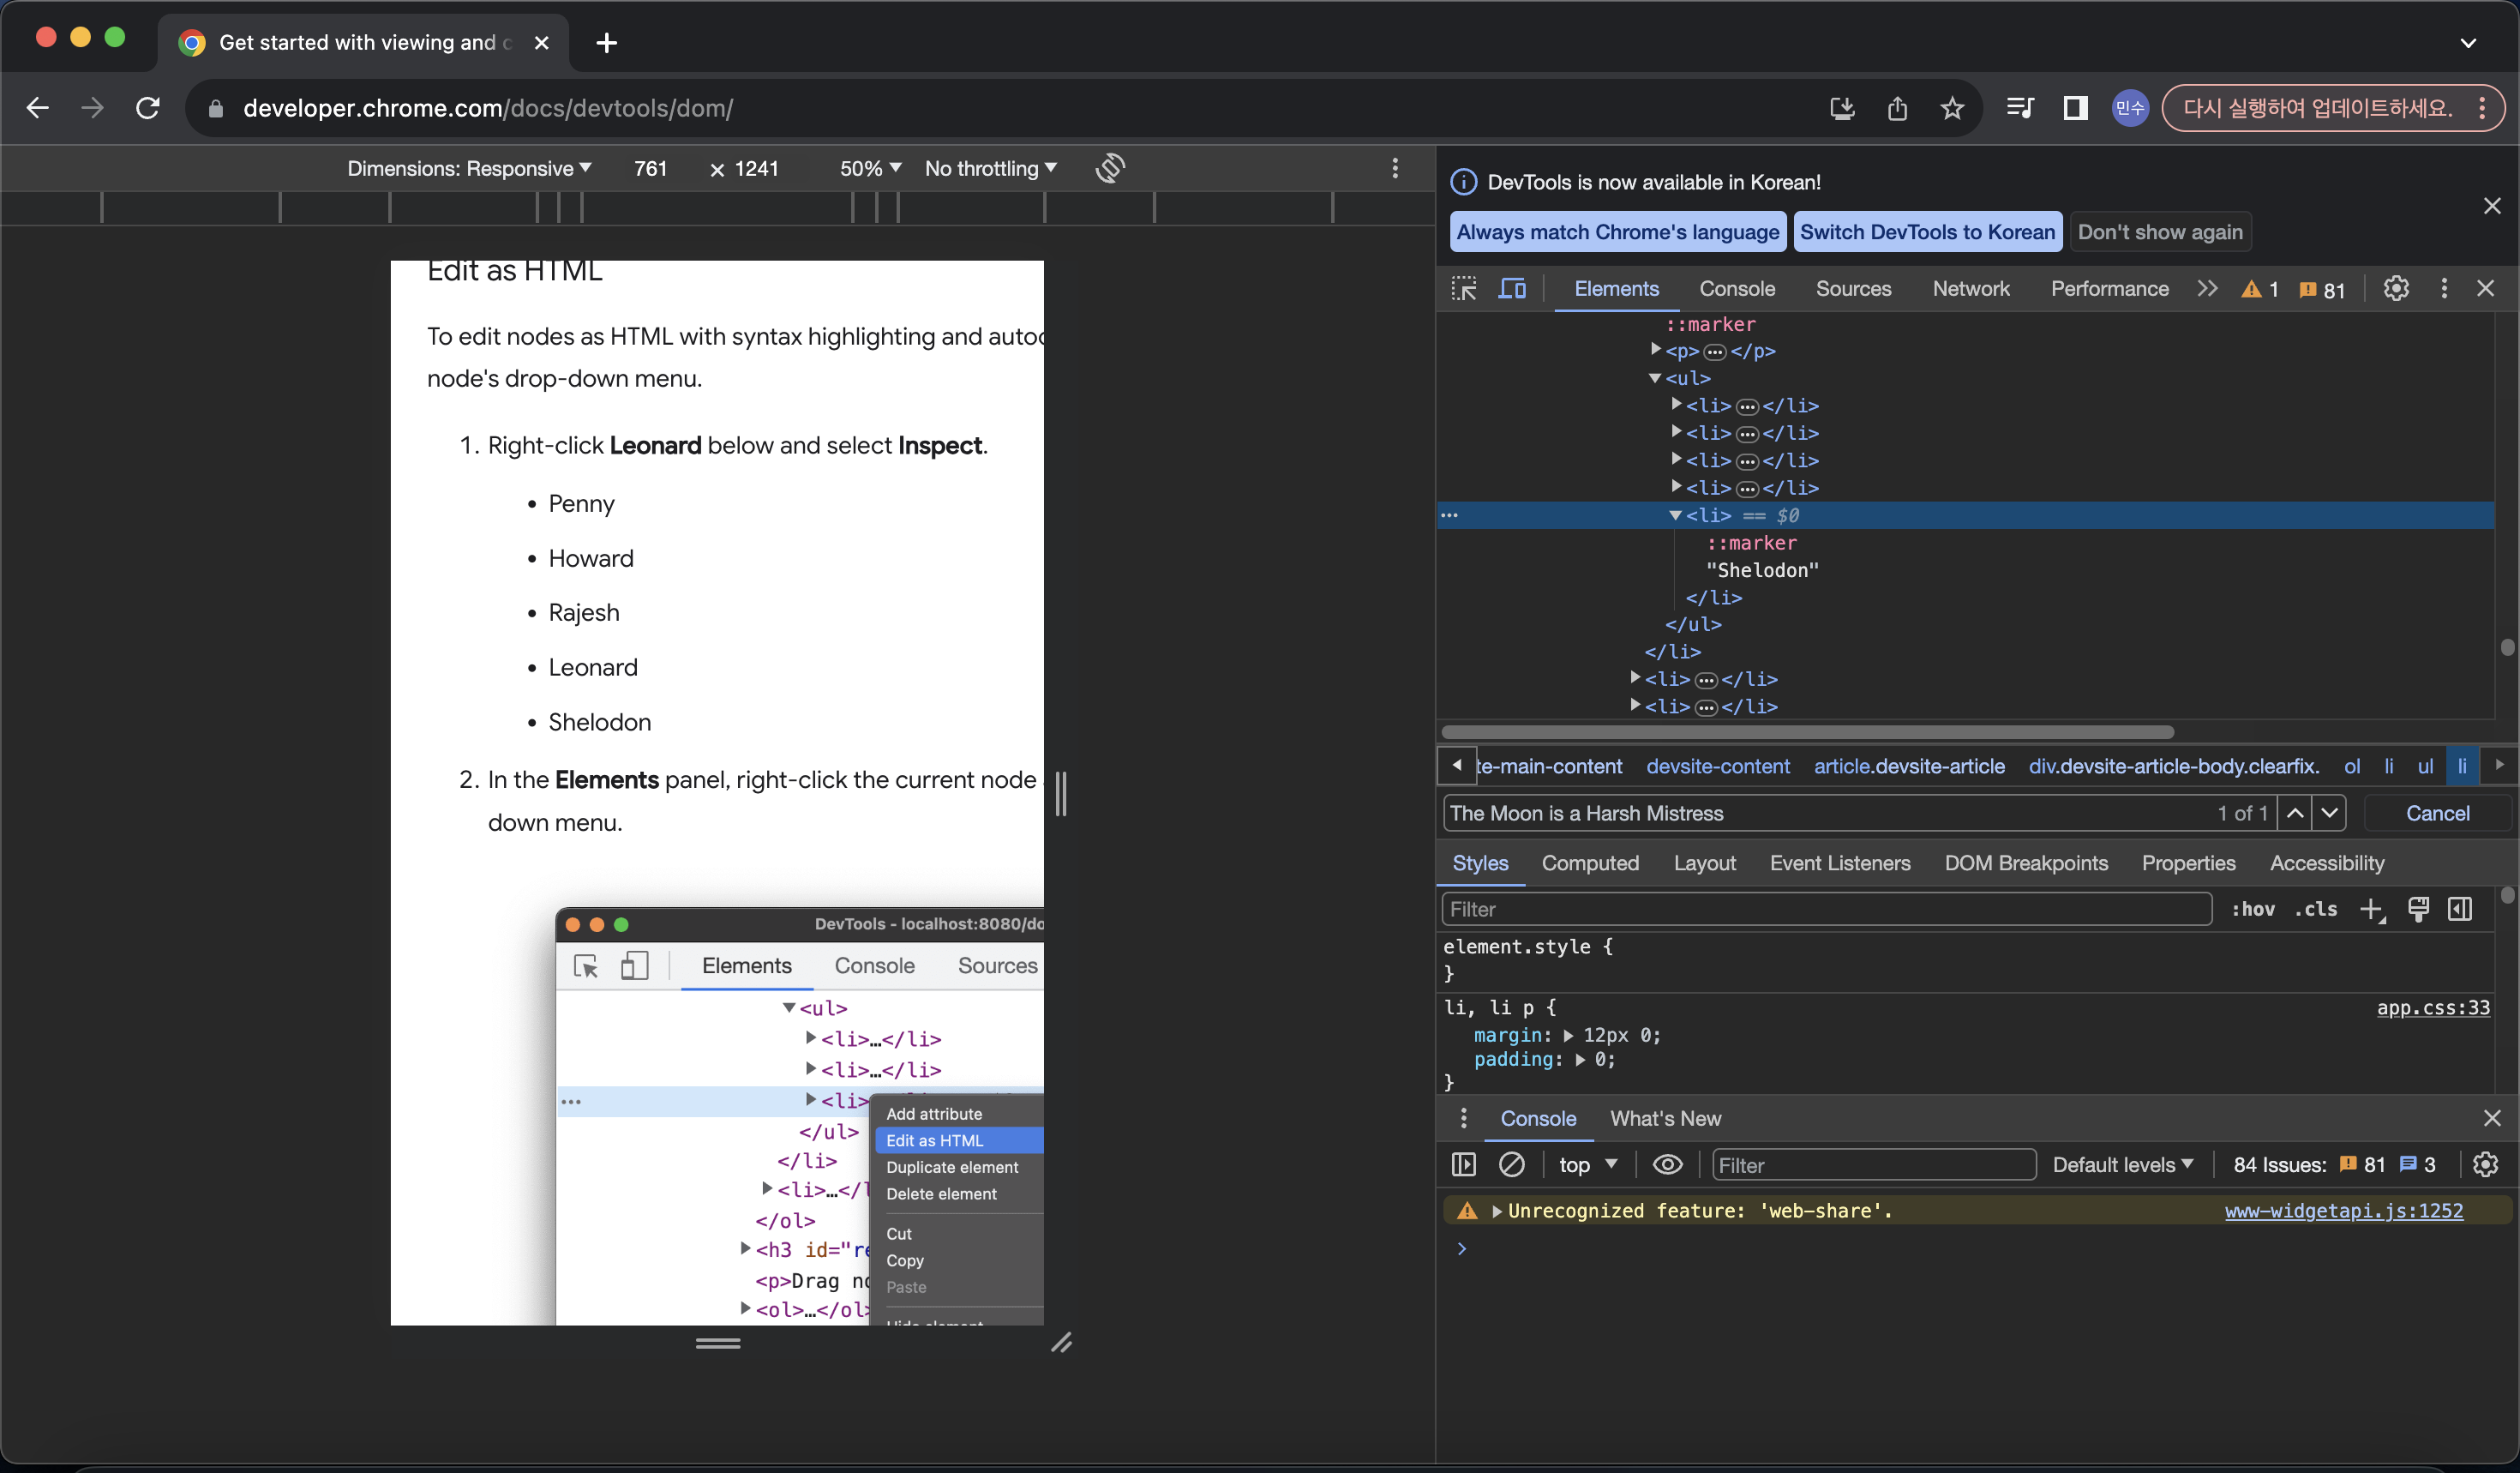 Get started with viewing and c
developer.chrome.com/docs/devtools/dom/
민수
다시 실행하여 업데이트하세요.
Dimensions: Responsive 761 × 1241 50% No throttling
Edit as HTML
To edit nodes as HTML with syntax highlighting and autoc
node's drop-down menu.
1. Right-click Leonard below and select Inspect.
• Penny
• Howard
• Rajesh
• Leonard
• Shelodon
2. In the Elements panel, right-click the current node
down menu.
DevTools - localhost:8080/do
Elements Console Sources
<ul>
<li>…</li>
<li>…</li>
<li>
</ul>
</li>
<li>…</l
</ol>
<h3 id="re
<p>Drag no
<ol>…</ol>
Add attribute
Edit as HTML
Duplicate element
Delete element
Cut
Copy
Paste
Hide element
DevTools is now available in Korean!
Always match Chrome's language Switch DevTools to Korean Don't show again
Elements Console Sources Network Performance 1 81
::marker
<p>…</p>
<ul>
<li>…</li>
<li>…</li>
<li>…</li>
<li>…</li>
… <li> == $0
::marker
"Shelodon"
</li>
</ul>
</li>
<li>…</li>
<li>…</li>
te-main-content devsite-content article.devsite-article div.devsite-article-body.clearfix. ol li ul li
The Moon is a Harsh Mistress 1 of 1 Cancel
Styles Computed Layout Event Listeners DOM Breakpoints Properties Accessibility
Filter :hov .cls
element.style {
}
li, li p { app.css:33
margin: 12px 0;
padding: 0;
}
Console What's New
top Filter Default levels 84 Issues: 81 3
Unrecognized feature: 'web-share'. www-widgetapi.js:1252